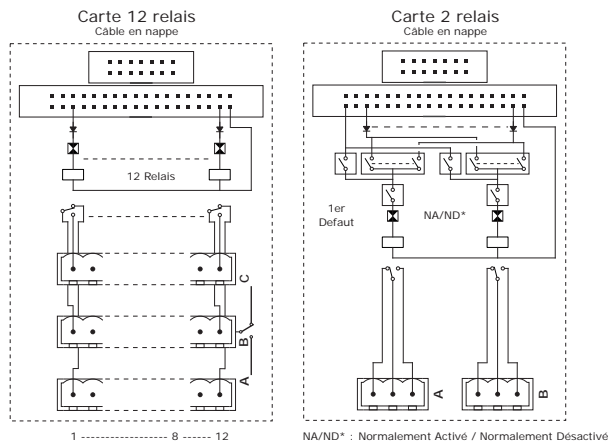 Carte 12 relais
Câble en nappe
12 Relais
C
B
A
1 ------------------ 8 ------ 12
Carte 2 relais
Câble en nappe
1er
Defaut
NA/ND*
A
B
NA/ND* : Normalement Activé / Normalement Désactivé